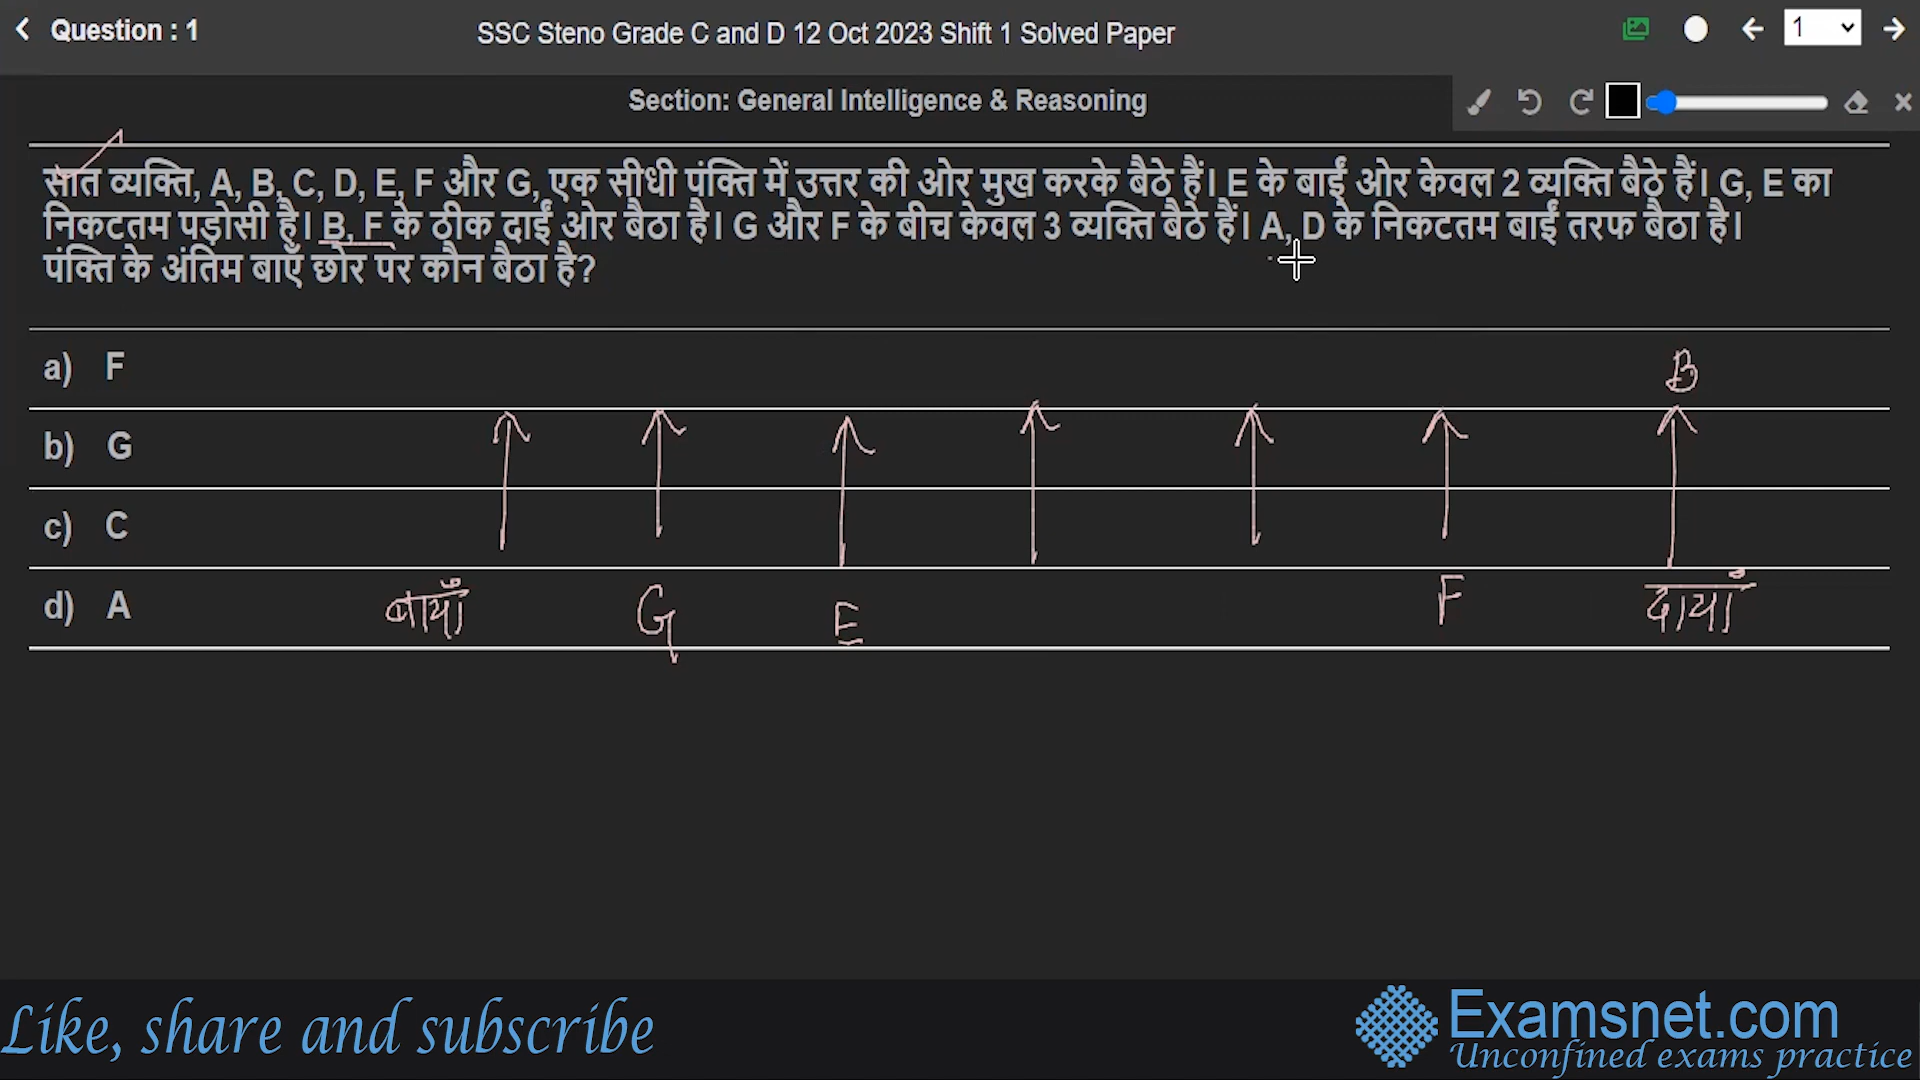 Question : 1
SSC Steno Grade C and D 12 Oct 2023 Shift 1 Solved Paper
1
Section: General Intelligence & Reasoning
सात व्यक्ति, A, B, C, D, E, F और G, एक सीधी पंक्ति में उत्तर की ओर मुख करके बैठे हैं। E के बाईं ओर केवल 2 व्यक्ति बैठे हैं। G, E का
निकटतम पड़ोसी है। B, F के ठीक दाईं ओर बैठा है। G और F के बीच केवल 3 व्यक्ति बैठे हैं। A, D के निकटतम बाईं तरफ बैठा है।
पंक्ति के अंतिम बाएँ छोर पर कौन बैठा है?
a) F
B
b) G
c) C
d) A
बायाँ G E F दायाँ
Like, share and subscribe
Examsnet.com
Unconfined exams practice